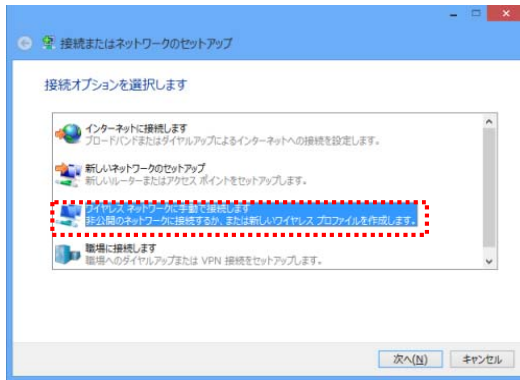 接続またはネットワークのセットアップ
接続オプションを選択します
インターネットに接続します
ブロードバンドまたはダイヤルアップによるインターネットへの接続を設定します。
新しいネットワークのセットアップ
新しいルーターまたはアクセス ポイントをセットアップします。
ワイヤレス ネットワークに手動で接続します
非公開のネットワークに接続するか、または新しいワイヤレス プロファイルを作成します。
職場に接続します
職場へのダイヤルアップまたは VPN 接続をセットアップします。
次へ(N)
キャンセル